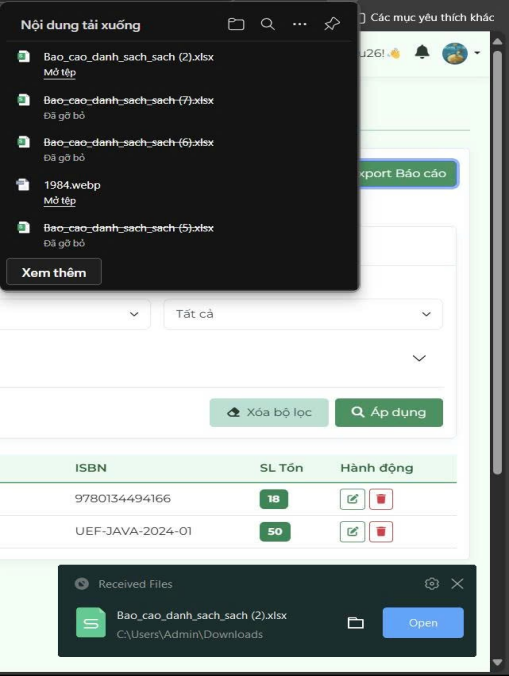 Các mục yêu thích khác
Nội dung tải xuống
u26!
Bao_cao_danh_sach_sach (2).xlsx
Mở tệp
Bao_cao_danh_sach_sach (7).xlsx
Đã gỡ bỏ
Bao_cao_danh_sach_sach (6).xlsx
Đã gỡ bỏ
1984.webp
Mở tệp
xport Báo cáo
Bao_cao_danh_sach_sach (5).xlsx
Đã gỡ bỏ
Xem thêm
Tất cả
Xóa bộ lọc
Áp dụng
ISBN SL Tồn Hành động
9780134494166 18
UEF-JAVA-2024-01 50
Received Files
Bao_cao_danh_sach_sach (2).xlsx
C:\Users\Admin\Downloads
Open